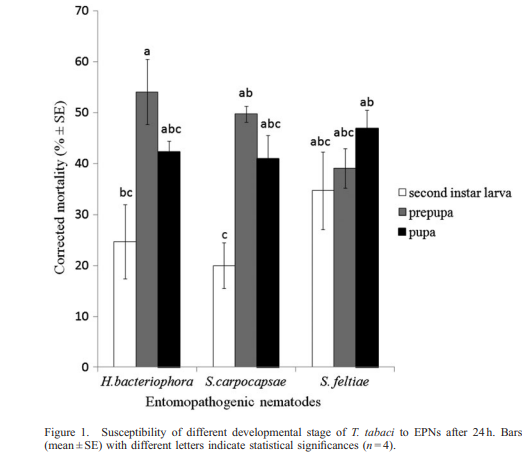 70
60
50
40
30
20
10
0
Corrected mortality (% ± SE)
a
abc
bc
ab
abc
c
ab
abc
abc
second instar larva
prepupa
pupa
H.bacteriophora S.carpocapsae S. feltiae
Entomopathogenic nematodes
Figure 1. Susceptibility of different developmental stage of T. tabaci to EPNs after 24 h. Bars
(mean ± SE) with different letters indicate statistical significances (n = 4).